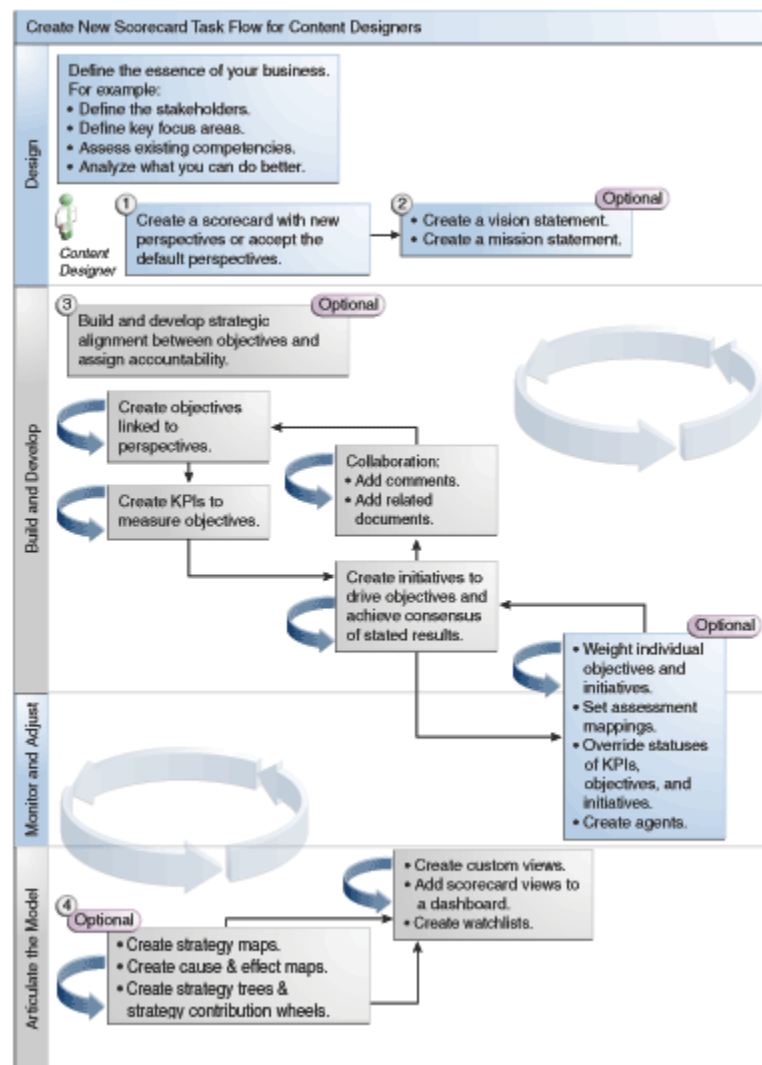 Create New Scorecard Task Flow for Content Designers
Design
Define the essence of your business.
For example:
• Define the stakeholders.
• Define key focus areas.
• Assess existing competencies.
• Analyze what you can do better.
Content
Designer
1
Create a scorecard with new
perspectives or accept the
default perspectives.
2
Optional
• Create a vision statement.
• Create a mission statement.
Build and Develop
3
Optional
Build and develop strategic
alignment between objectives and
assign accountability.
Create objectives
linked to
perspectives.
Create KPIs to
measure objectives.
Collaboration:
• Add comments.
• Add related
documents.
Create initiatives to
drive objectives and
achieve consensus
of stated results.
Optional
• Weight individual
objectives and
initiatives.
• Set assessment
mappings.
• Override statuses
of KPIs,
objectives, and
initiatives.
• Create agents.
Monitor and Adjust
Articulate the Model
4
Optional
• Create strategy maps.
• Create cause & effect maps.
• Create strategy trees &
strategy contribution wheels.
• Create custom views.
• Add scorecard views to
a dashboard.
• Create watchlists.